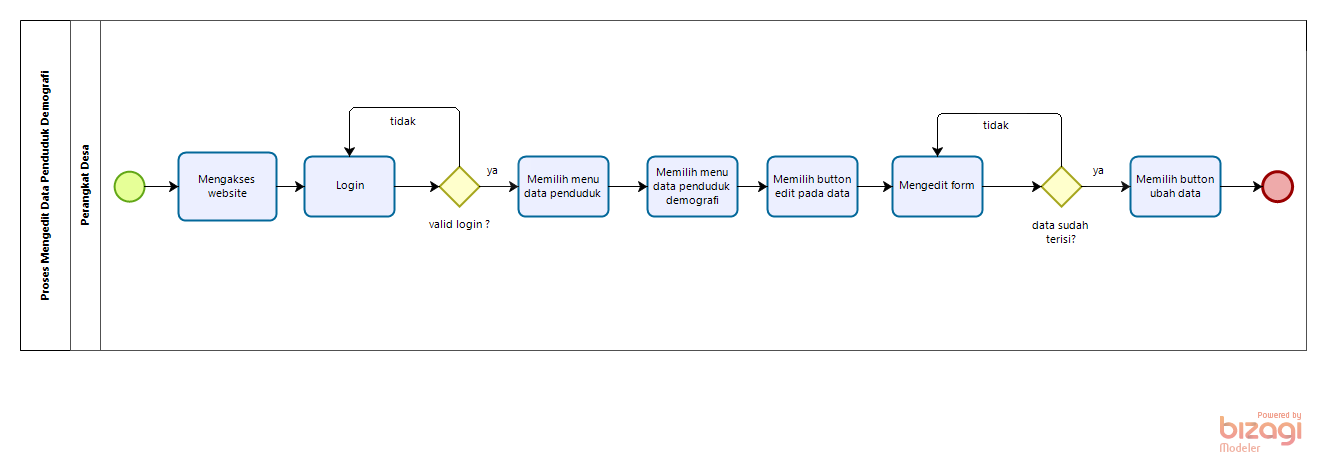 Proses Mengedit Data Penduduk Demografi
Perangkat Desa
Mengakses
website
Login
tidak
valid login ?
ya
Memilih menu
data penduduk
Memilih menu
data penduduk
demografi
Memilih button
edit pada data
Mengedit form
tidak
data sudah
terisi?
ya
Memilih button
ubah data
Powered by
bizagi
Modeler